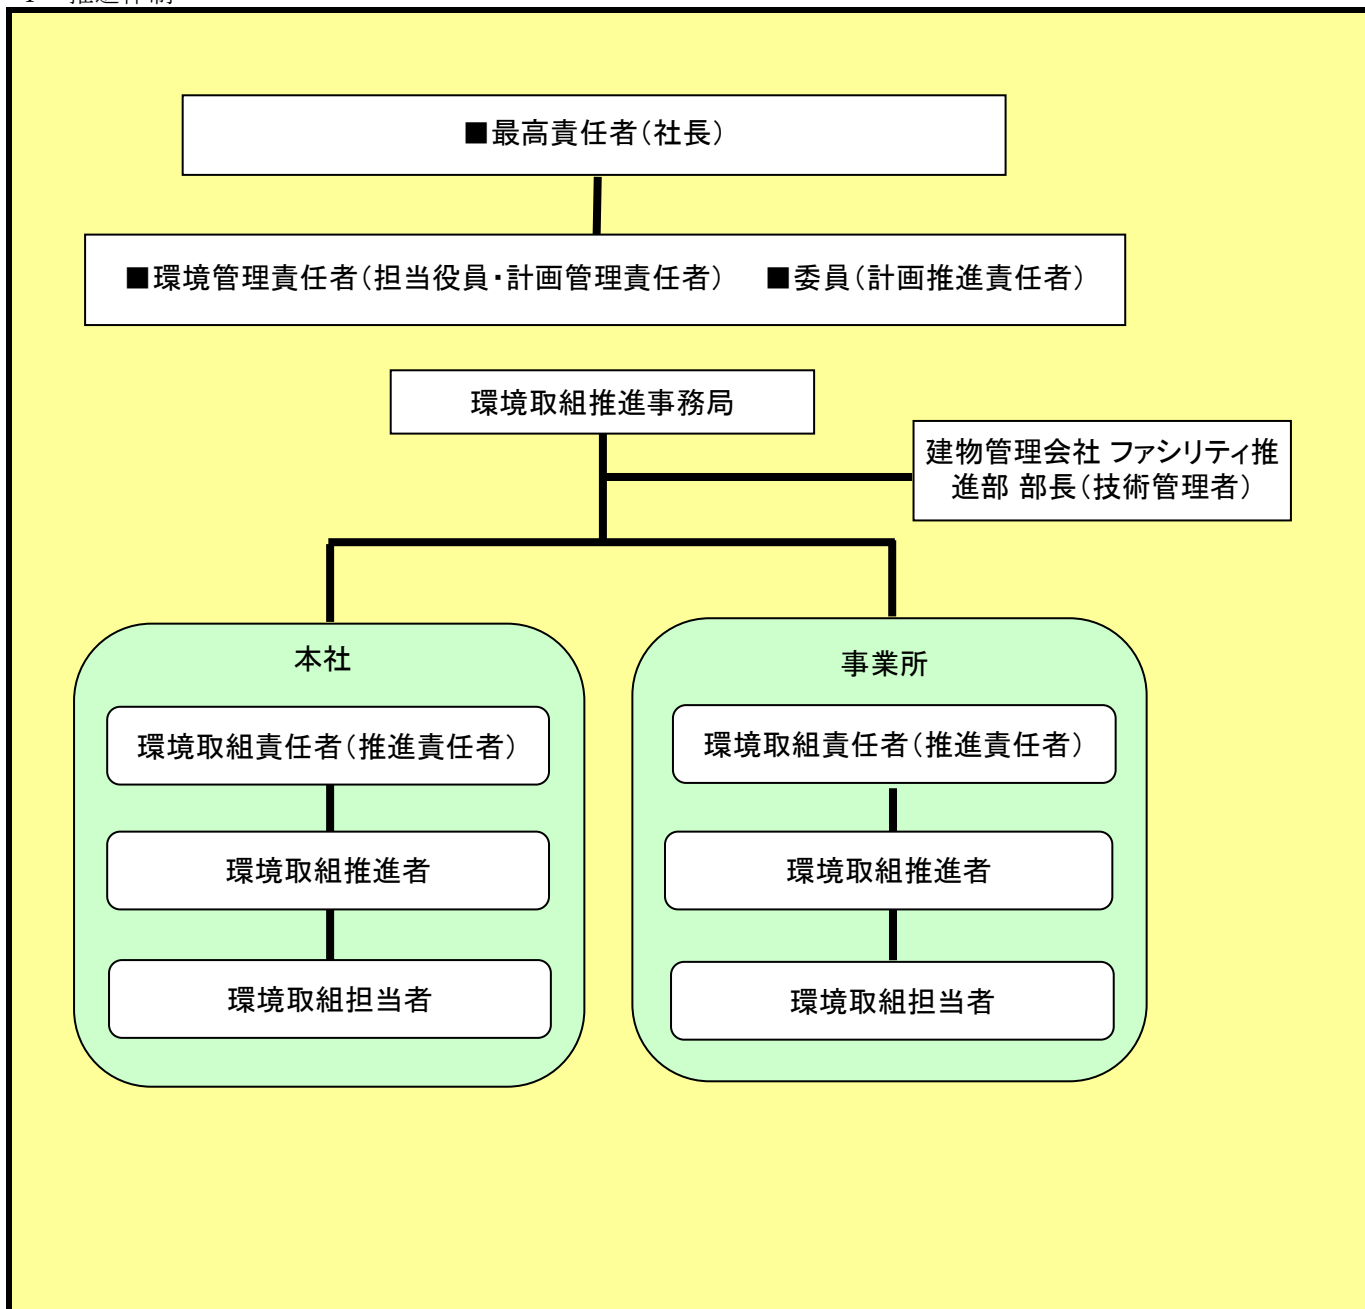 ■最高責任者（社長）
■環境管理責任者（担当役員・計画管理責任者）　■委員（計画推進責任者）
環境取組推進事務局
建物管理会社 ファシリティ推
進部 部長（技術管理者）
本社
環境取組責任者（推進責任者）
環境取組推進者
環境取組担当者
事業所
環境取組責任者（推進責任者）
環境取組推進者
環境取組担当者